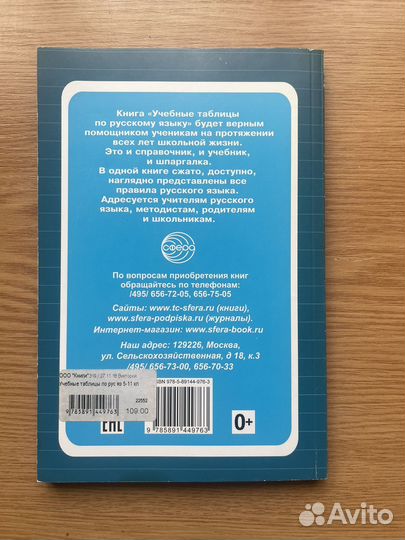 Книга «Учебные таблицы
по русскому языку» будет верным
помощником ученикам на протяжении
всех лет школьной жизни.
Это и справочник, и учебник,
и шпаргалка.
В одной книге сжато, доступно,
наглядно представлены все
правила русского языка.
Адресуется учителям русского
языка, методистам, родителям
и школьникам.
сфера
По вопросам приобретения книг
обращайтесь по телефонам:
/495/ 656-72-05, 656-75-05
Сайты: www.tc-sfera.ru (книги),
www.sfera-podpiska.ru (журналы).
Интернет-магазин: www.sfera-book.ru
Наш адрес: 129226, Москва,
ул. Сельскохозяйственная, д 18, к.3
/495/ 656-73-00, 656-70-33
ООО "Книги"
Учебные таблицы по рус яз 5-11 кл
22552
9 785891 449763
109.00
ISBN 978-5-89144-976-3
9 785891 449763
EAC
0+
Avito